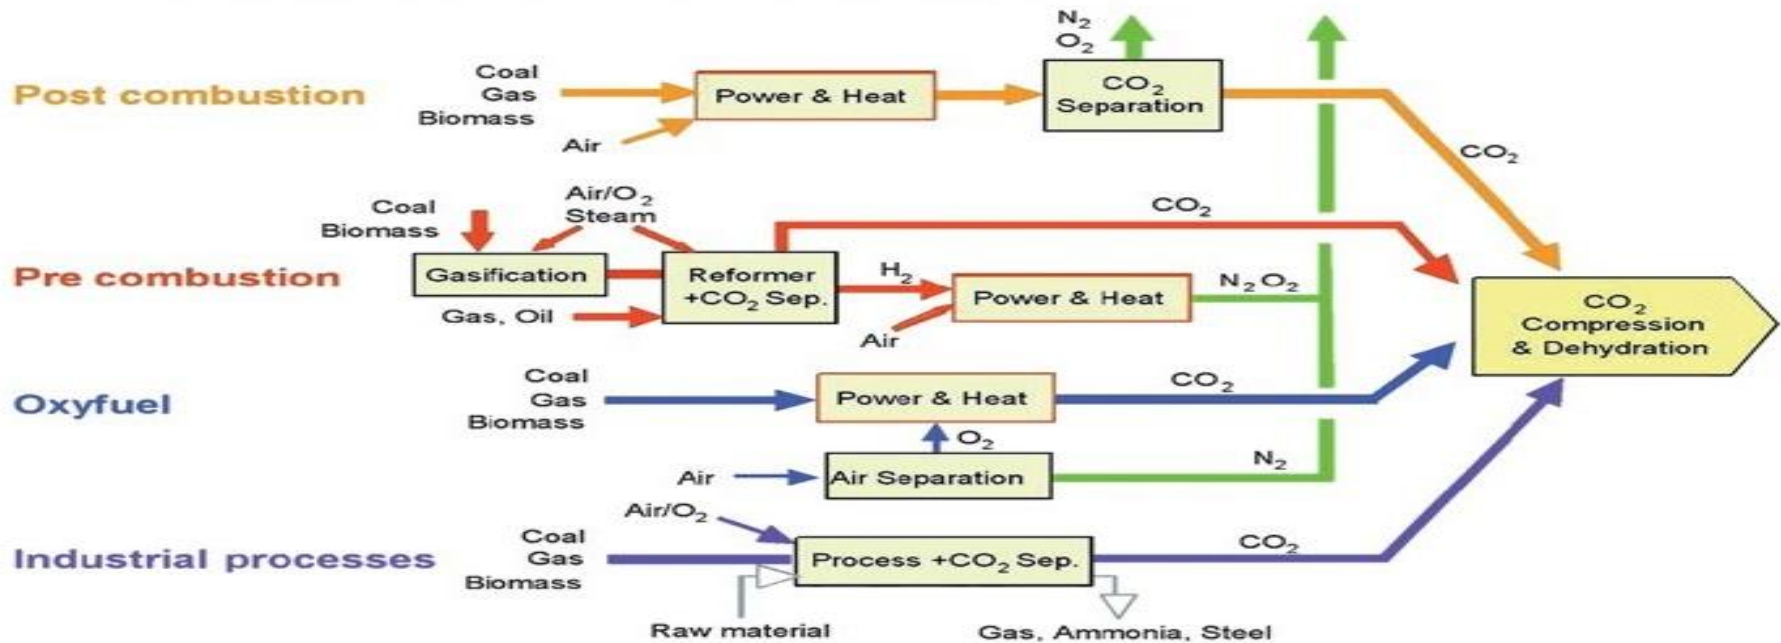 N₂
O₂
Post combustion
Coal
Gas
Biomass
Air
Power & Heat
CO₂
Separation
CO₂
Pre combustion
Coal
Biomass
Air/O₂
Steam
Gasification
Gas, Oil
Reformer
+CO₂ Sep.
CO₂
H₂
Air
Power & Heat
N₂ O₂
CO₂
Compression
& Dehydration
Oxyfuel
Coal
Gas
Biomass
Power & Heat
CO₂
O₂
Air
Air Separation
N₂
Industrial processes
Air/O₂
Coal
Gas
Biomass
Process +CO₂ Sep.
CO₂
Raw material
Gas, Ammonia, Steel